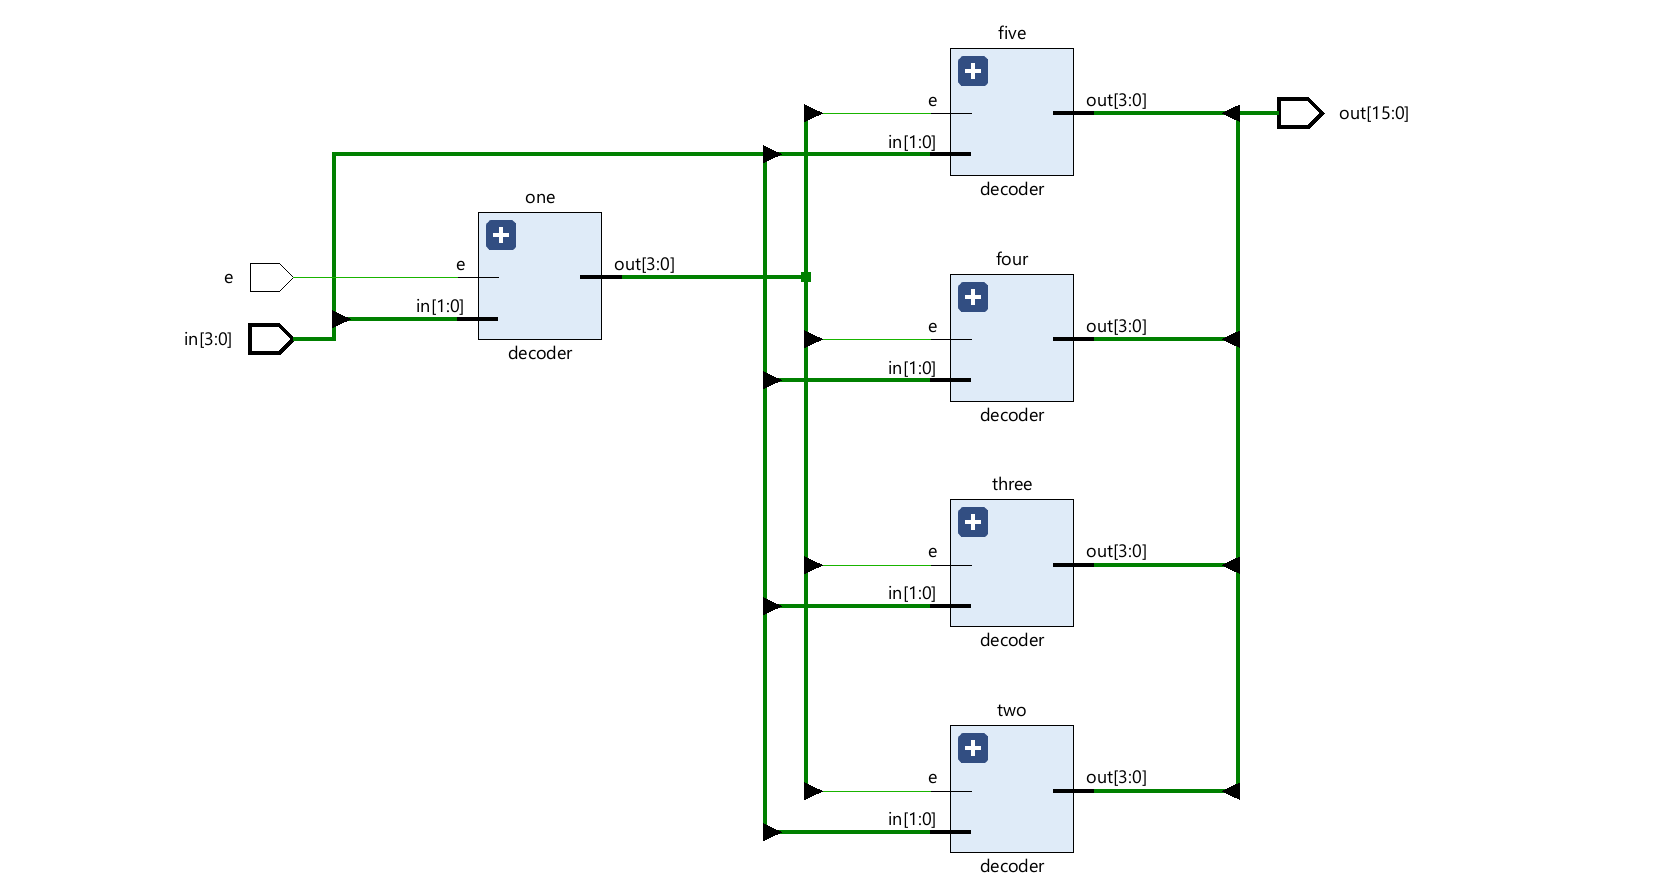 five
e
out[3:0]
out[15:0]
in[1:0]
decoder
one
e
e
out[3:0]
in[1:0]
in[3:0]
decoder
four
e
out[3:0]
in[1:0]
decoder
three
e
out[3:0]
in[1:0]
decoder
two
e
out[3:0]
in[1:0]
decoder